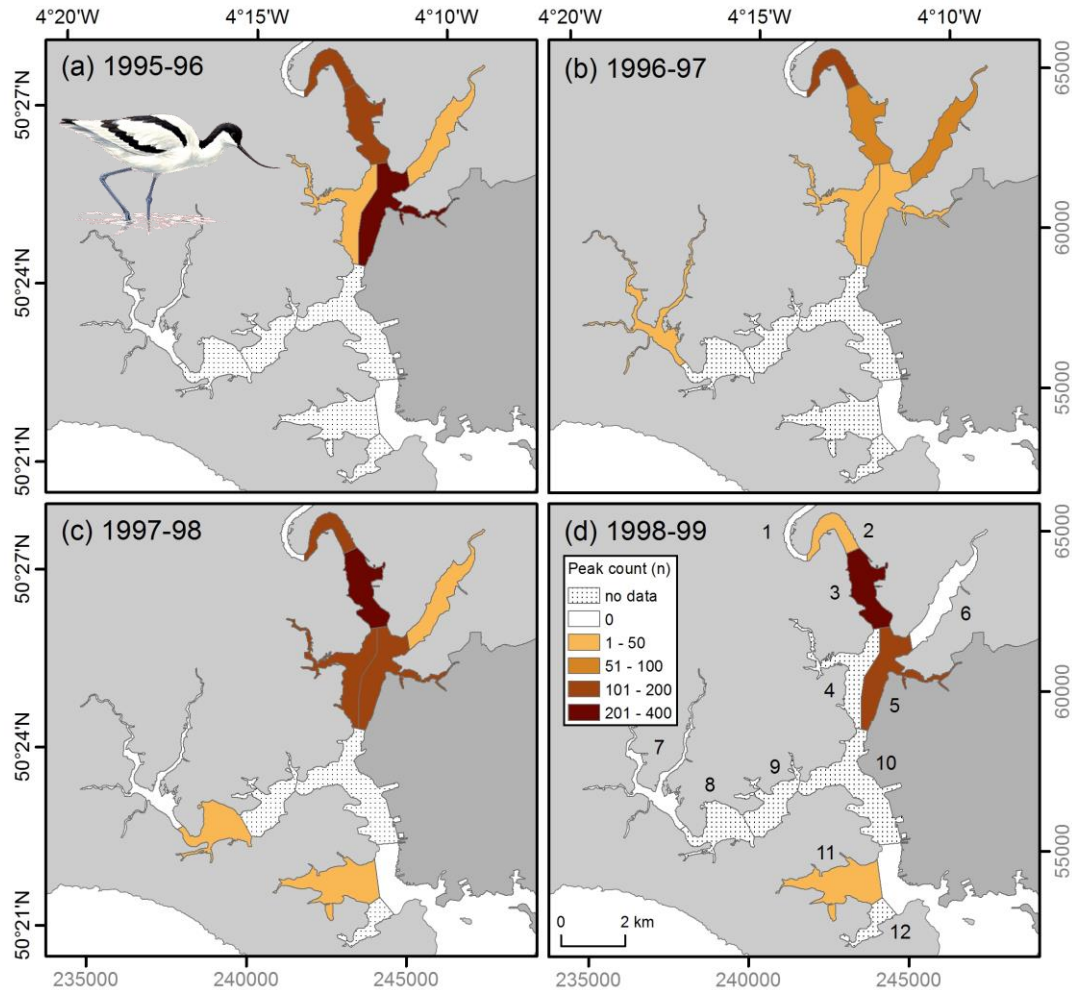 4°20'W 4°15'W 4°10'W 4°20'W 4°15'W 4°10'W
(a) 1995-96
(b) 1996-97
50°27'N
50°24'N
50°21'N
65000
60000
55000
(c) 1997-98
(d) 1998-99
50°27'N
50°24'N
50°21'N
1
2
3
4
5
6
7
8
9
10
11
12
Peak count (n)
no data
0
1 - 50
51 - 100
101 - 200
201 - 400
0 2 km
65000
60000
55000
235000 240000 245000 235000 240000 245000